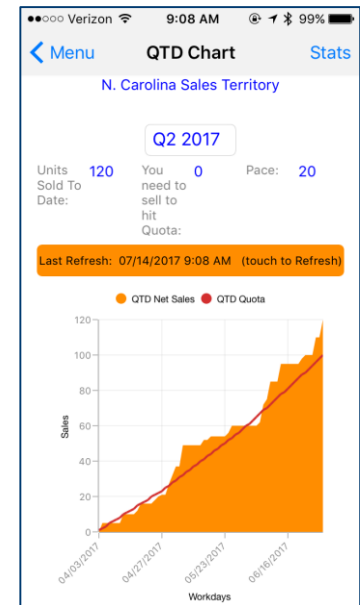 Verizon 9:08 AM 99%
Menu QTD Chart Stats
N. Carolina Sales Territory
Q2 2017
Units Sold To Date: 120
You need to sell to hit Quota: 0
Pace: 20
Last Refresh: 07/14/2017 9:08 AM (touch to Refresh)
QTD Net Sales QTD Quota
120
100
80
60
40
20
0
Sales
04/03/2017 04/27/2017 05/23/2017 06/16/2017
Workdays